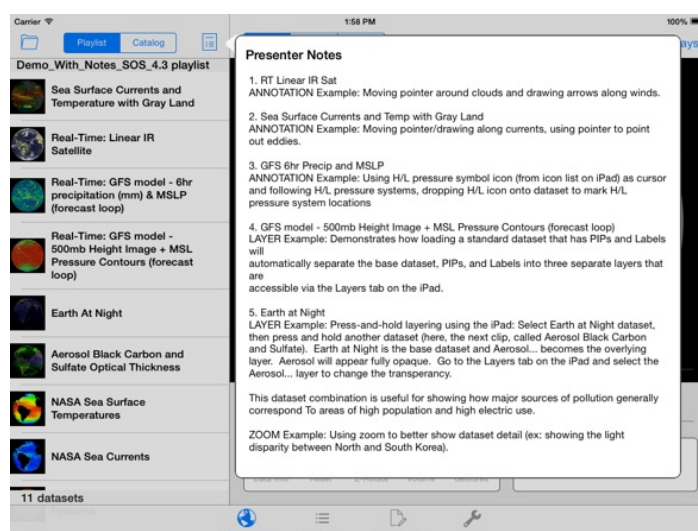 Carrier
1:58 PM
100%
Playlist
Catalog
Demo_With_Notes_SOS_4.3 playlist
Sea Surface Currents and
Temperature with Gray Land
Real-Time: Linear IR
Satellite
Real-Time: GFS model - 6hr
precipitation (mm) & MSLP
(forecast loop)
Real-Time: GFS model -
500mb Height Image + MSL
Pressure Contours (forecast
loop)
Earth At Night
Aerosol Black Carbon and
Sulfate Optical Thickness
NASA Sea Surface
Temperatures
NASA Sea Currents
11 datasets
Presenter Notes
1. RT Linear IR Sat
ANNOTATION Example: Moving pointer around clouds and drawing arrows along winds.
2. Sea Surface Currents and Temp with Gray Land
ANNOTATION Example: Moving pointer/drawing along currents, using pointer to point
out eddies.
3. GFS 6hr Precip and MSLP
ANNOTATION Example: Using H/L pressure symbol icon (from icon list on iPad) as cursor
and following H/L pressure systems, dropping H/L icon onto dataset to mark H/L
pressure system locations
4. GFS model - 500mb Height Image + MSL Pressure Contours (forecast loop)
LAYER Example: Demonstrates how loading a standard dataset that has PIPs and Labels
will
automatically separate the base dataset, PIPs, and Labels into three separate layers that
are
accessible via the Layers tab on the iPad.
5. Earth at Night
LAYER Example: Press-and-hold layering using the iPad: Select Earth at Night dataset,
then press and hold another dataset (here, the next clip, called Aerosol Black Carbon
and Sulfate). Earth at Night is the base dataset and Aerosol... becomes the overlying
layer. Aerosol will appear fully opaque. Go to the Layers tab on the iPad and select the
Aerosol... layer to change the transperancy.
This dataset combination is useful for showing how major sources of pollution generally
correspond To areas of high population and high electric use.
ZOOM Example: Using zoom to better show dataset detail (ex: showing the light
disparity between North and South Korea).